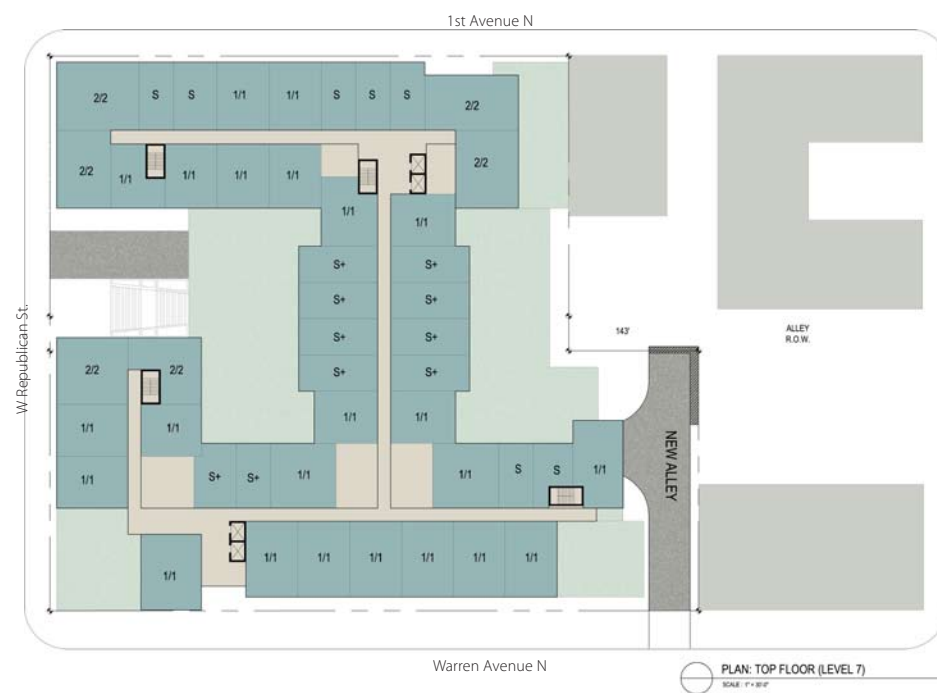 1st Avenue N
2/2 S S 1/1 1/1 S S S 2/2
2/2 1/1 1/1 1/1 1/1 2/2
1/1 1/1
S+ S+
S+ S+
W Republican St.
143'
ALLEY
R.O.W.
S+ S+
2/2 2/2 S+ S+
1/1 1/1 1/1 1/1
NEW ALLEY
1/1 S+ S+ 1/1 1/1 S S 1/1
1/1 1/1 1/1 1/1 1/1 1/1
1/1
Warren Avenue N
PLAN: TOP FLOOR (LEVEL 7)
SCALE : 1" = 30'-0"